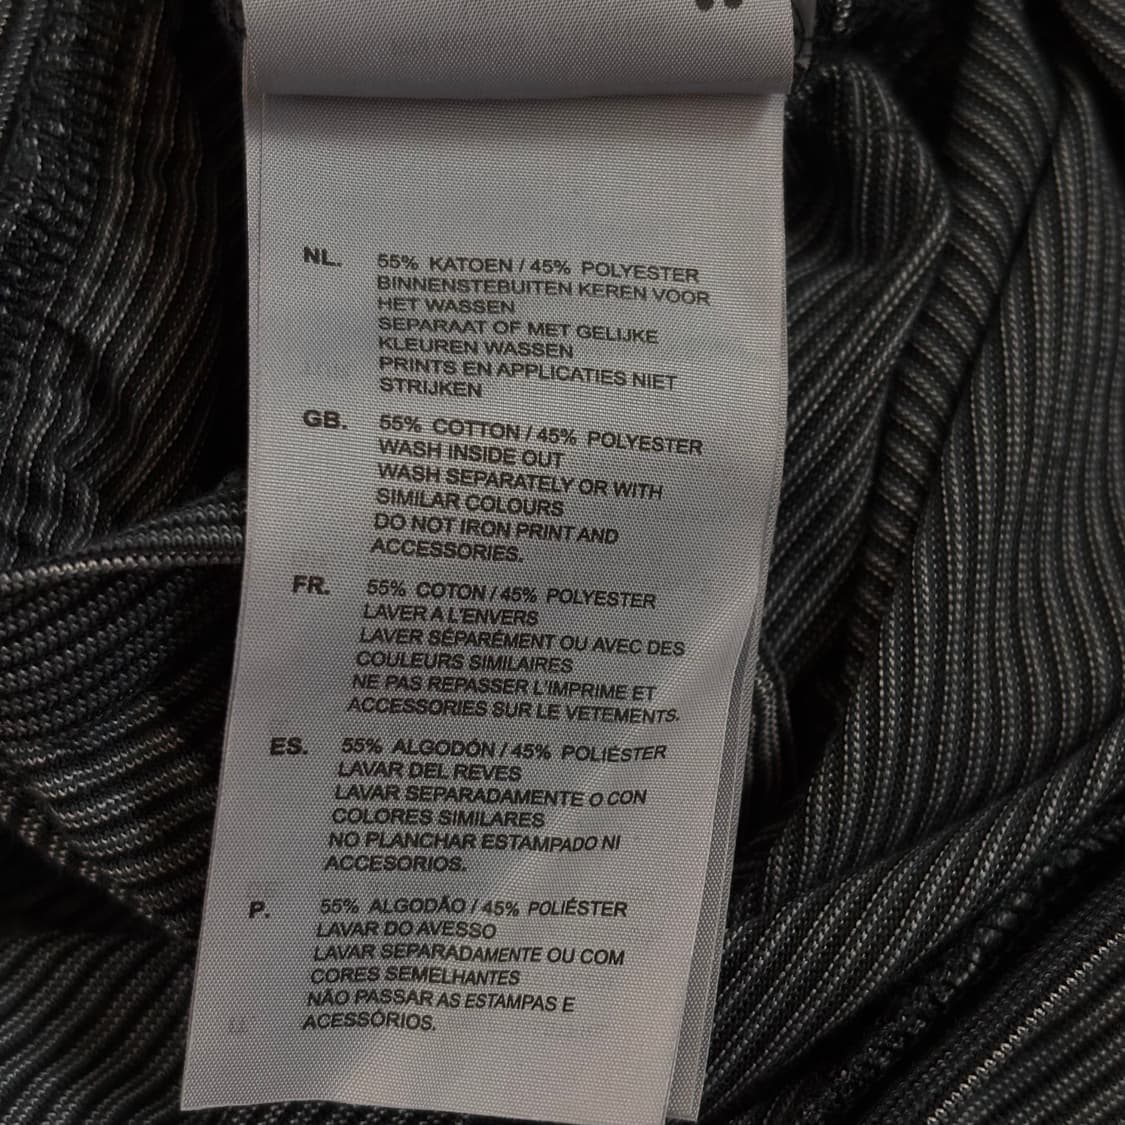 NL. 55% KATOEN / 45% POLYESTER
BINNENSTEBUITEN KEREN VOOR
HET WASSEN
SEPARAAT OF MET GELIJKE
KLEUREN WASSEN
PRINTS EN APPLICATIES NIET
STRIJKEN
GB. 55% COTTON / 45% POLYESTER
WASH INSIDE OUT
WASH SEPARATELY OR WITH
SIMILAR COLOURS
DO NOT IRON PRINT AND
ACCESSORIES.
FR. 55% COTON / 45% POLYESTER
LAVER A L'ENVERS
LAVER SÉPARÉMENT OU AVEC DES
COULEURS SIMILAIRES
NE PAS REPASSER L'IMPRIME ET
ACCESSORIES SUR LE VETEMENTS.
ES. 55% ALGODÓN / 45% POLIÉSTER
LAVAR DEL REVES
LAVAR SEPARADAMENTE O CON
COLORES SIMILARES
NO PLANCHAR ESTAMPADO NI
ACCESORIOS.
P. 55% ALGODÃO / 45% POLIÉSTER
LAVAR DO AVESSO
LAVAR SEPARADAMENTE OU COM
CORES SEMELHANTES
NÃO PASSAR AS ESTAMPAS E
ACESSÓRIOS.